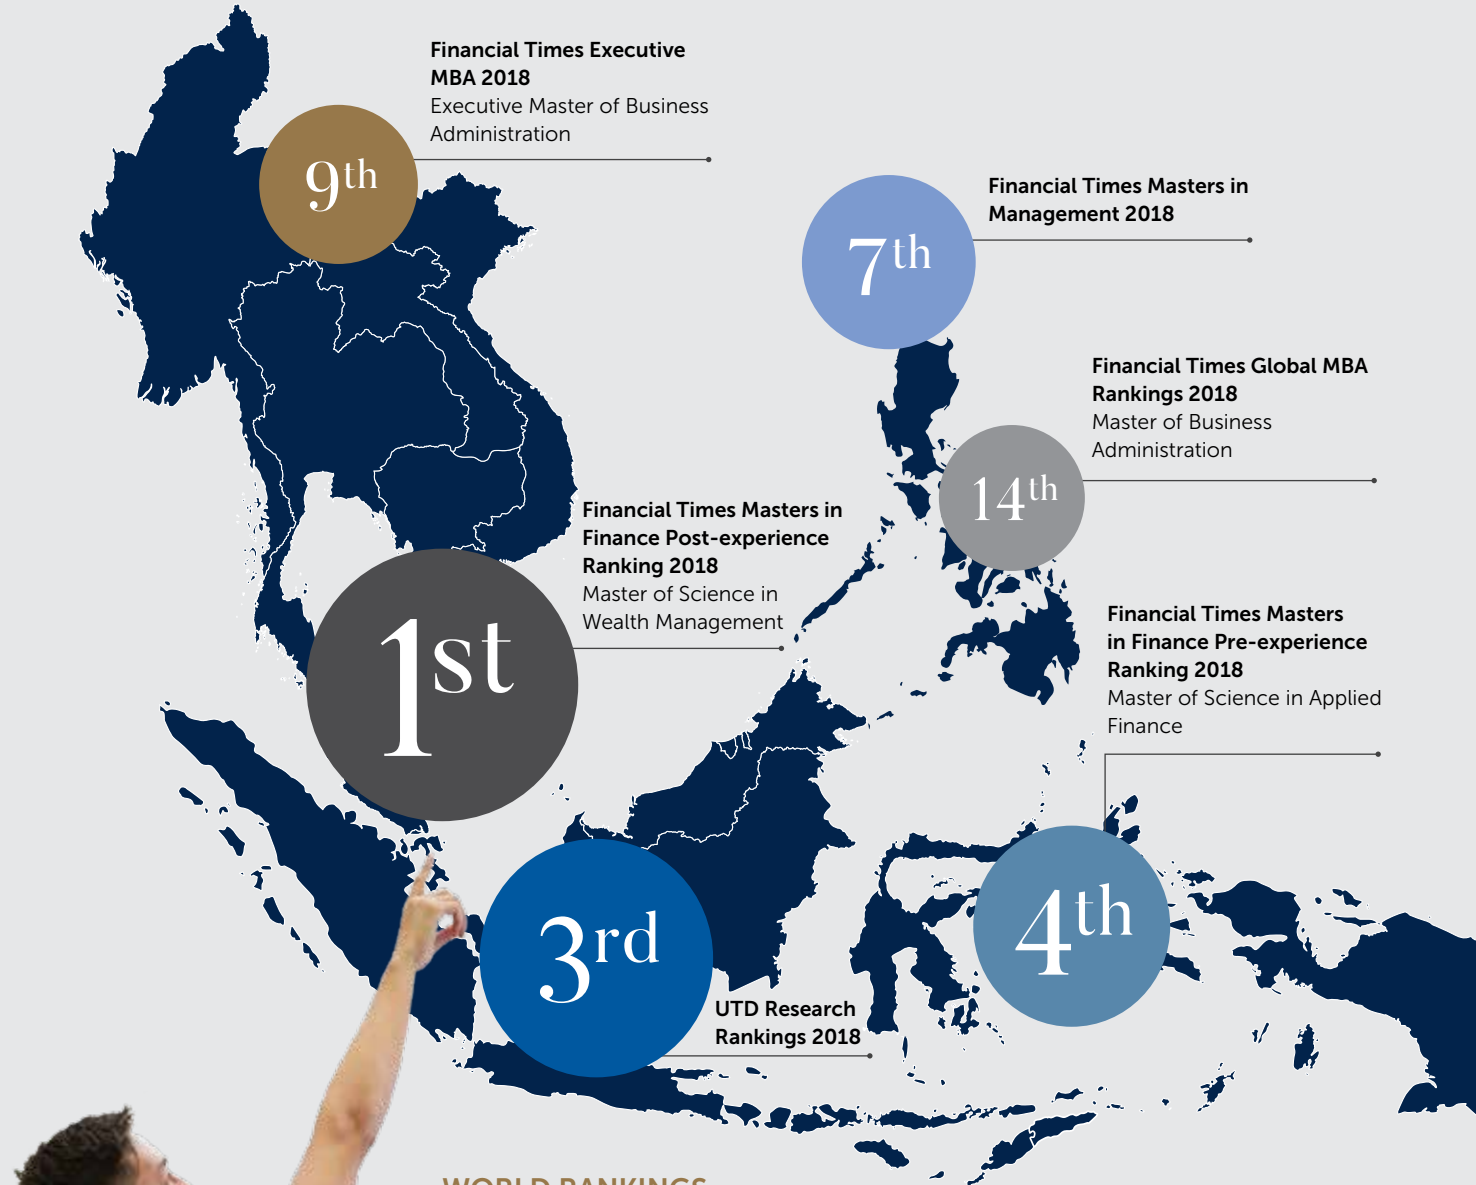 Financial Times Executive
MBA 2018
Executive Master of Business
Administration
9th
Financial Times Masters in
Management 2018
7th
Financial Times Global MBA
Rankings 2018
Master of Business
Administration
14th
Financial Times Masters in
Finance Post-experience
Ranking 2018
Master of Science in
Wealth Management
1st
Financial Times Masters
in Finance Pre-experience
Ranking 2018
Master of Science in Applied
Finance
4th
3rd
UTD Research
Rankings 2018
WORLD RANKINGS